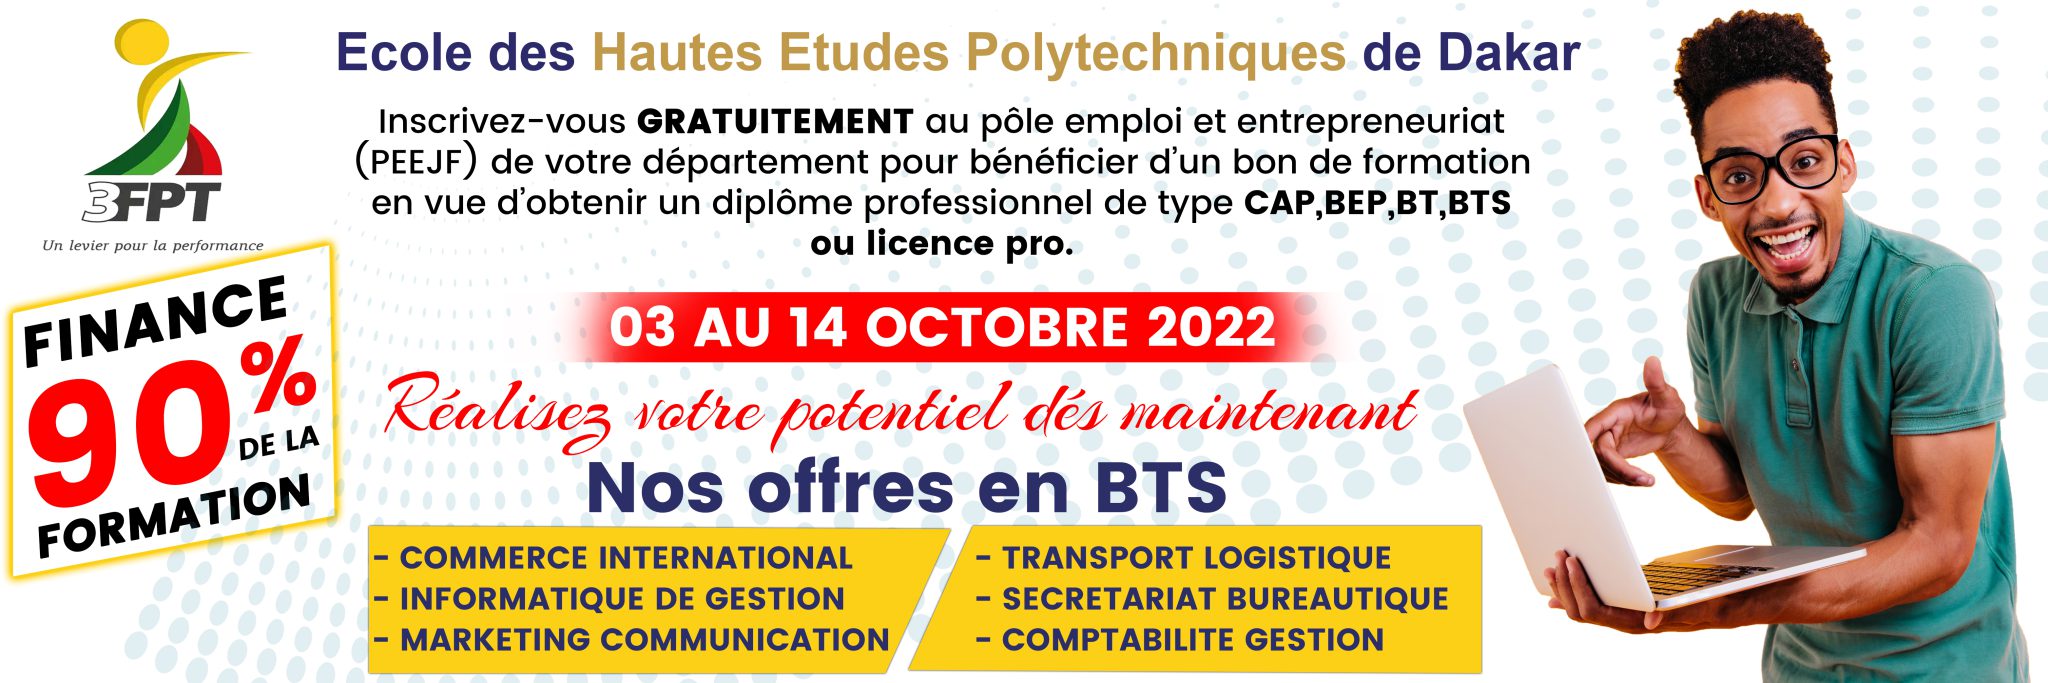 Ecole des Hautes Etudes Polytechniques de Dakar
Inscrivez-vous GRATUITEMENT au pôle emploi et entrepreneuriat
(PEEJF) de votre département pour bénéficier d’un bon de formation
en vue d’obtenir un diplôme professionnel de type CAP,BEP,BT,BTS
ou licence pro.
3FPT
Un levier pour la performance
FINANCE
90%
DE LA
FORMATION
03 AU 14 OCTOBRE 2022
Réalisez votre potentiel dés maintenant
Nos offres en BTS
- COMMERCE INTERNATIONAL
- INFORMATIQUE DE GESTION
- MARKETING COMMUNICATION
- TRANSPORT LOGISTIQUE
- SECRETARIAT BUREAUTIQUE
- COMPTABILITE GESTION